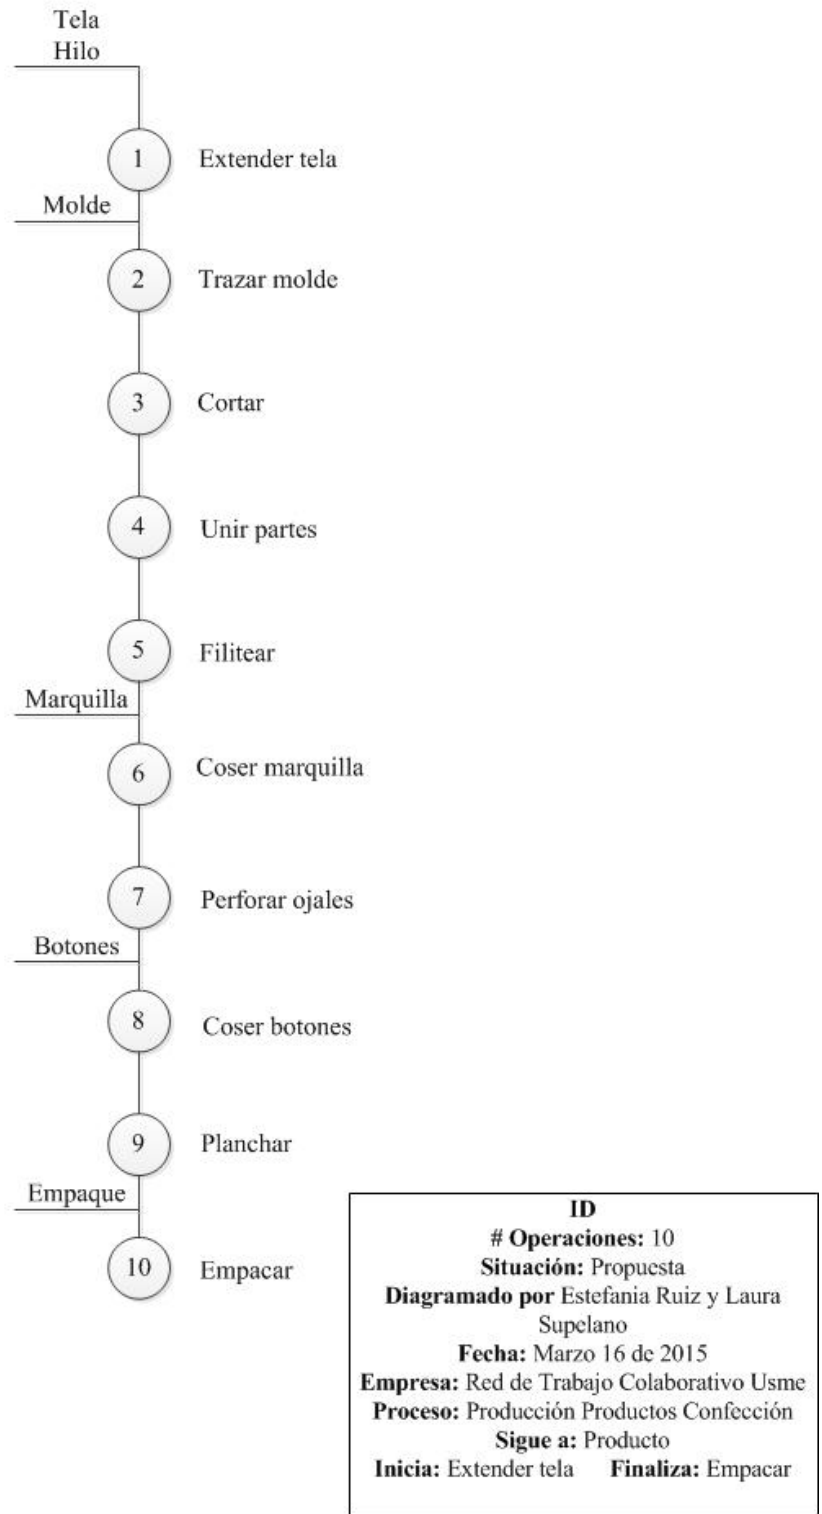 Tela
Hilo
1 Extender tela
Molde
2 Trazar molde
3 Cortar
4 Unir partes
5 Filitear
Marquilla
6 Coser marquilla
7 Perforar ojales
Botones
8 Coser botones
9 Planchar
Empaque
10 Empacar
ID
# Operaciones: 10
Situación: Propuesta
Diagramado por Estefania Ruiz y Laura
Supelano
Fecha: Marzo 16 de 2015
Empresa: Red de Trabajo Colaborativo Usme
Proceso: Producción Productos Confección
Sigue a: Producto
Inicia: Extender tela Finaliza: Empacar